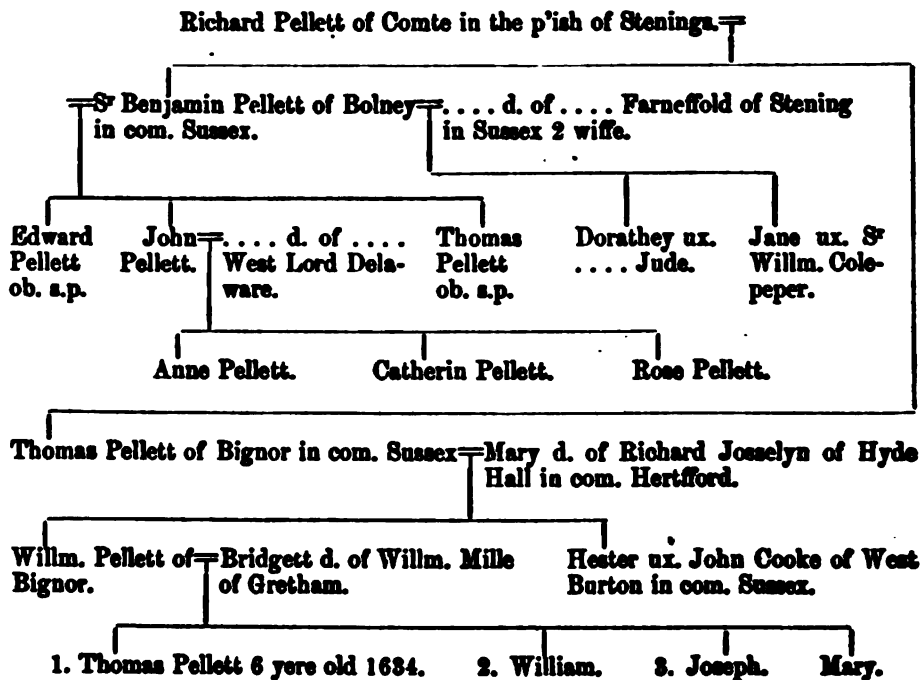 Richard Pellett of Comte in the p'ish of Stenings.
Sr Benjamin Pellett of Bolney
in com. Sussex.
. . . . d. of . . . . Farneffold of Stening
in Sussex 2 wiffe.
Edward
Pellett
ob. s.p.
John
Pellett.
. . . . d. of . . . .
West Lord Dela-
ware.
Thomas
Pellett
ob. s.p.
Dorathey ux.
. . . . Jude.
Jane ux. Sr
Willm. Cole-
peper.
Anne Pellett.
Catherin Pellett.
Rose Pellett.
Thomas Pellett of Bignor in com. Sussex
Mary d. of Richard Josselyn of Hyde
Hall in com. Hertfford.
Willm. Pellett of
Bignor.
Bridgett d. of Willm. Mille
of Gretham.
Hester ux. John Cooke of West
Burton in com. Sussex.
1. Thomas Pellett 6 yere old 1634.
2. William.
3. Joseph.
Mary.